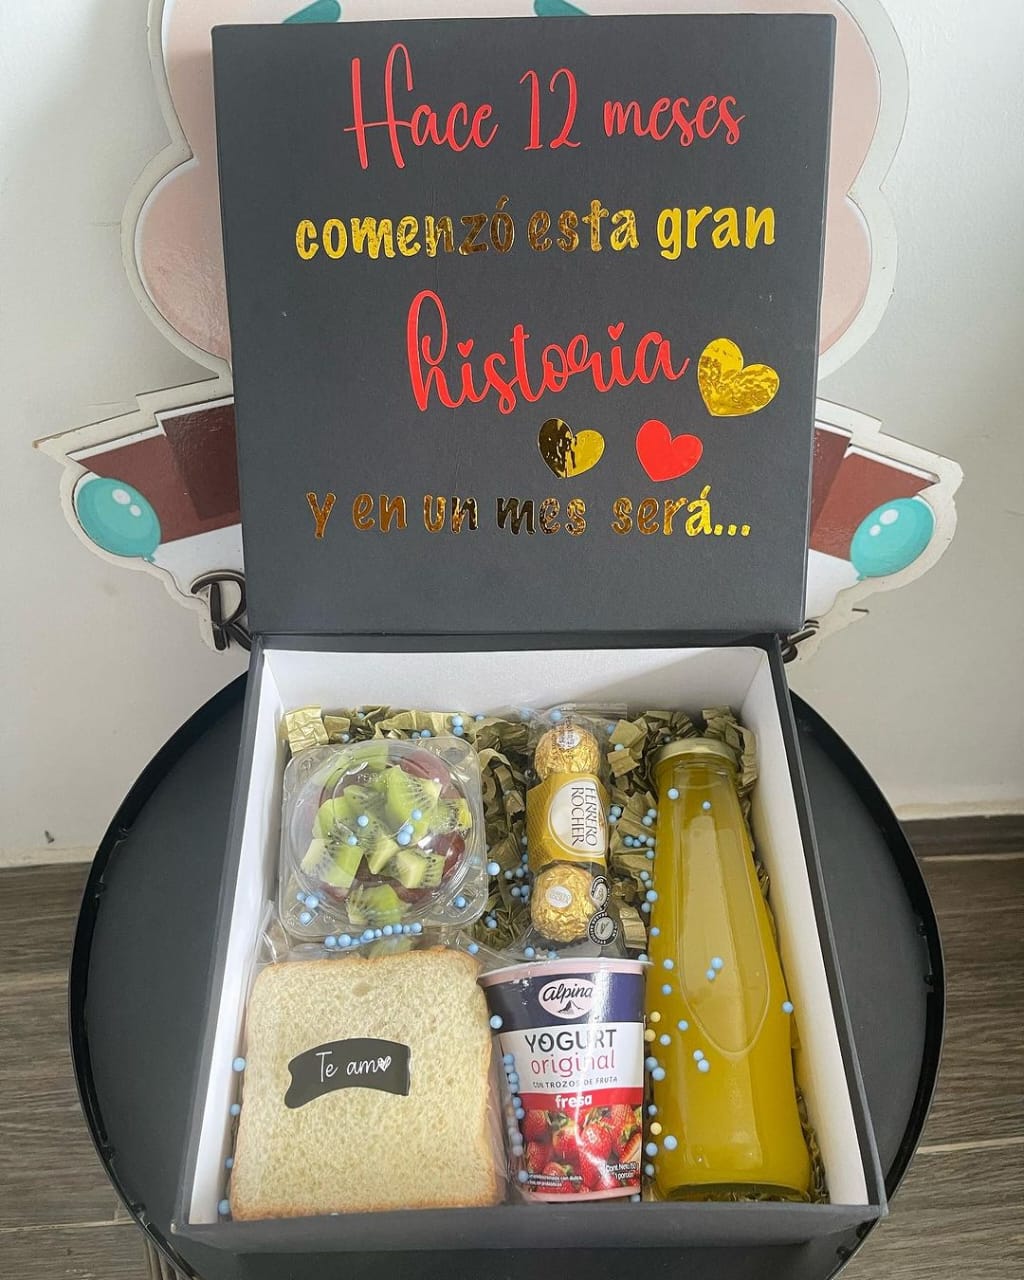 Hace 12 meses
comenzó esta gran
historia
y en un mes será...
FERRERO
ROCHER
Te amo
Alpina
YOGURT
original
CON TROZOS DE FRUTA
fresa